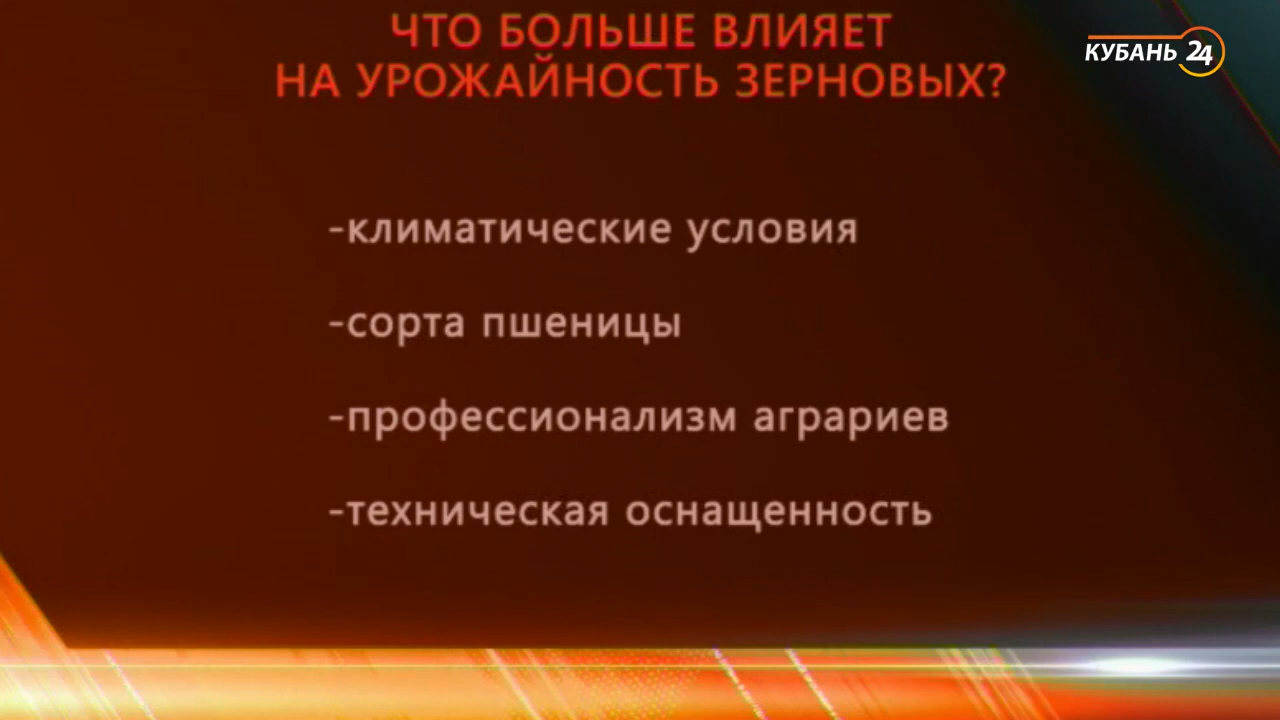 ЧТО БОЛЬШЕ ВЛИЯЕТ
НА УРОЖАЙНОСТЬ ЗЕРНОВЫХ?
КУБАНЬ 24
-климатические условия
-сорта пшеницы
-профессионализм аграриев
-техническая оснащенность